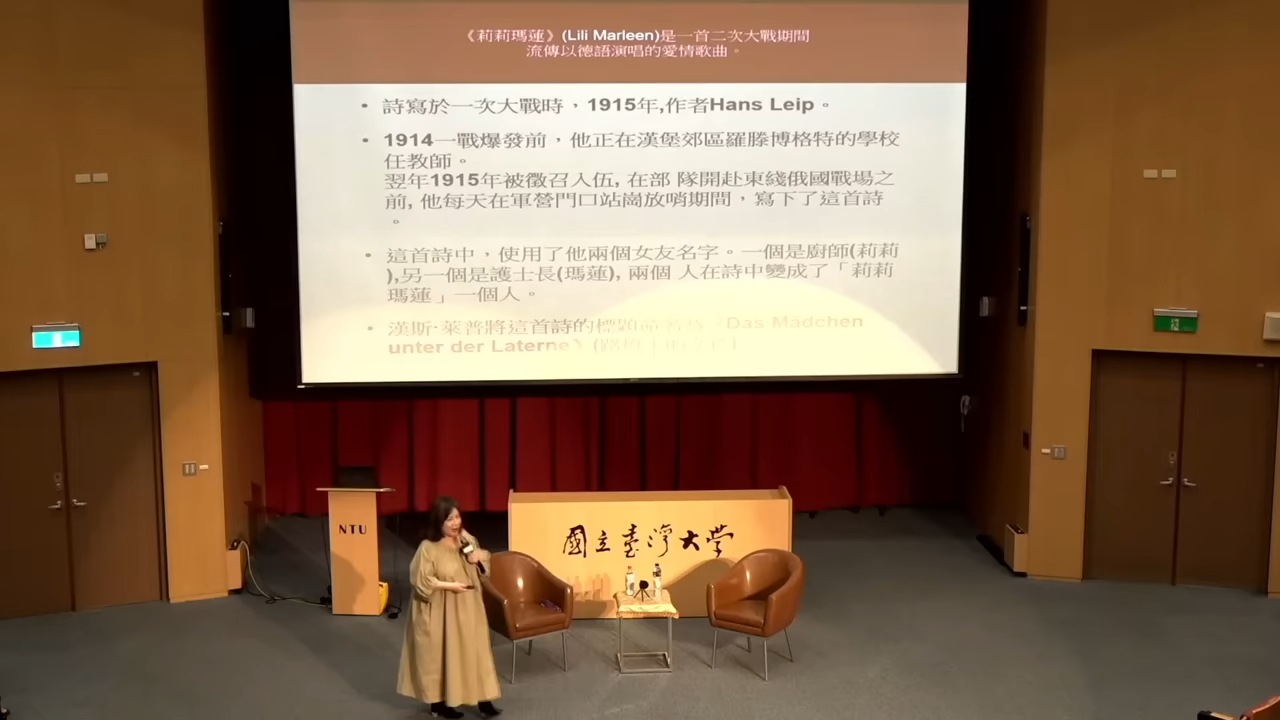 《莉莉瑪蓮》(Lili Marleen)是一首二次大戰期間
流傳以德語演唱的愛情歌曲。
• 詩寫於一次大戰時，1915年,作者Hans Leip。
• 1914一戰爆發前，他正在漢堡郊區羅滕博格特的學校
任教師。
翌年1915年被徵召入伍, 在部 隊開赴東綫俄國戰場之
前, 他每天在軍營門口站崗放哨期間，寫下了這首詩
。
• 這首詩中，使用了他兩個女友名字。一個是廚師(莉莉
),另一個是護士長(瑪蓮), 兩個 人在詩中變成了「莉莉
瑪蓮」一個人。
• 漢斯·萊普將這首詩的標題命名為《Das Mädchen
unter der Laterne》
NTU
國立臺灣大學